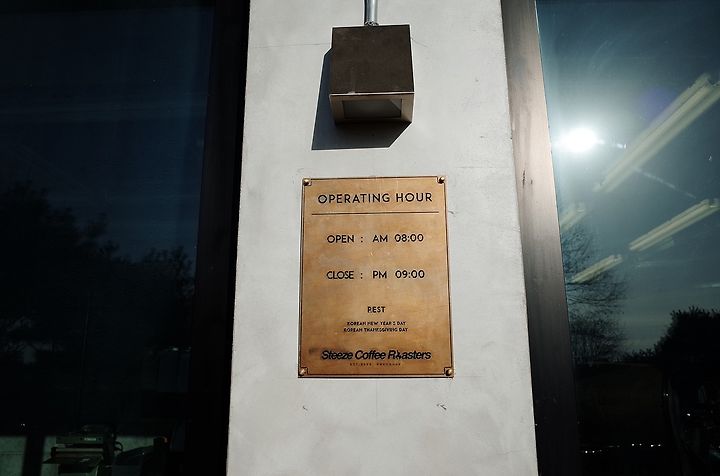 OPERATING HOUR
OPEN : AM 08:00
CLOSE : PM 09:00
REST
KOREAN NEW YEAR'S DAY
KOREAN THANKSGIVING DAY
Steeze Coffee Roasters